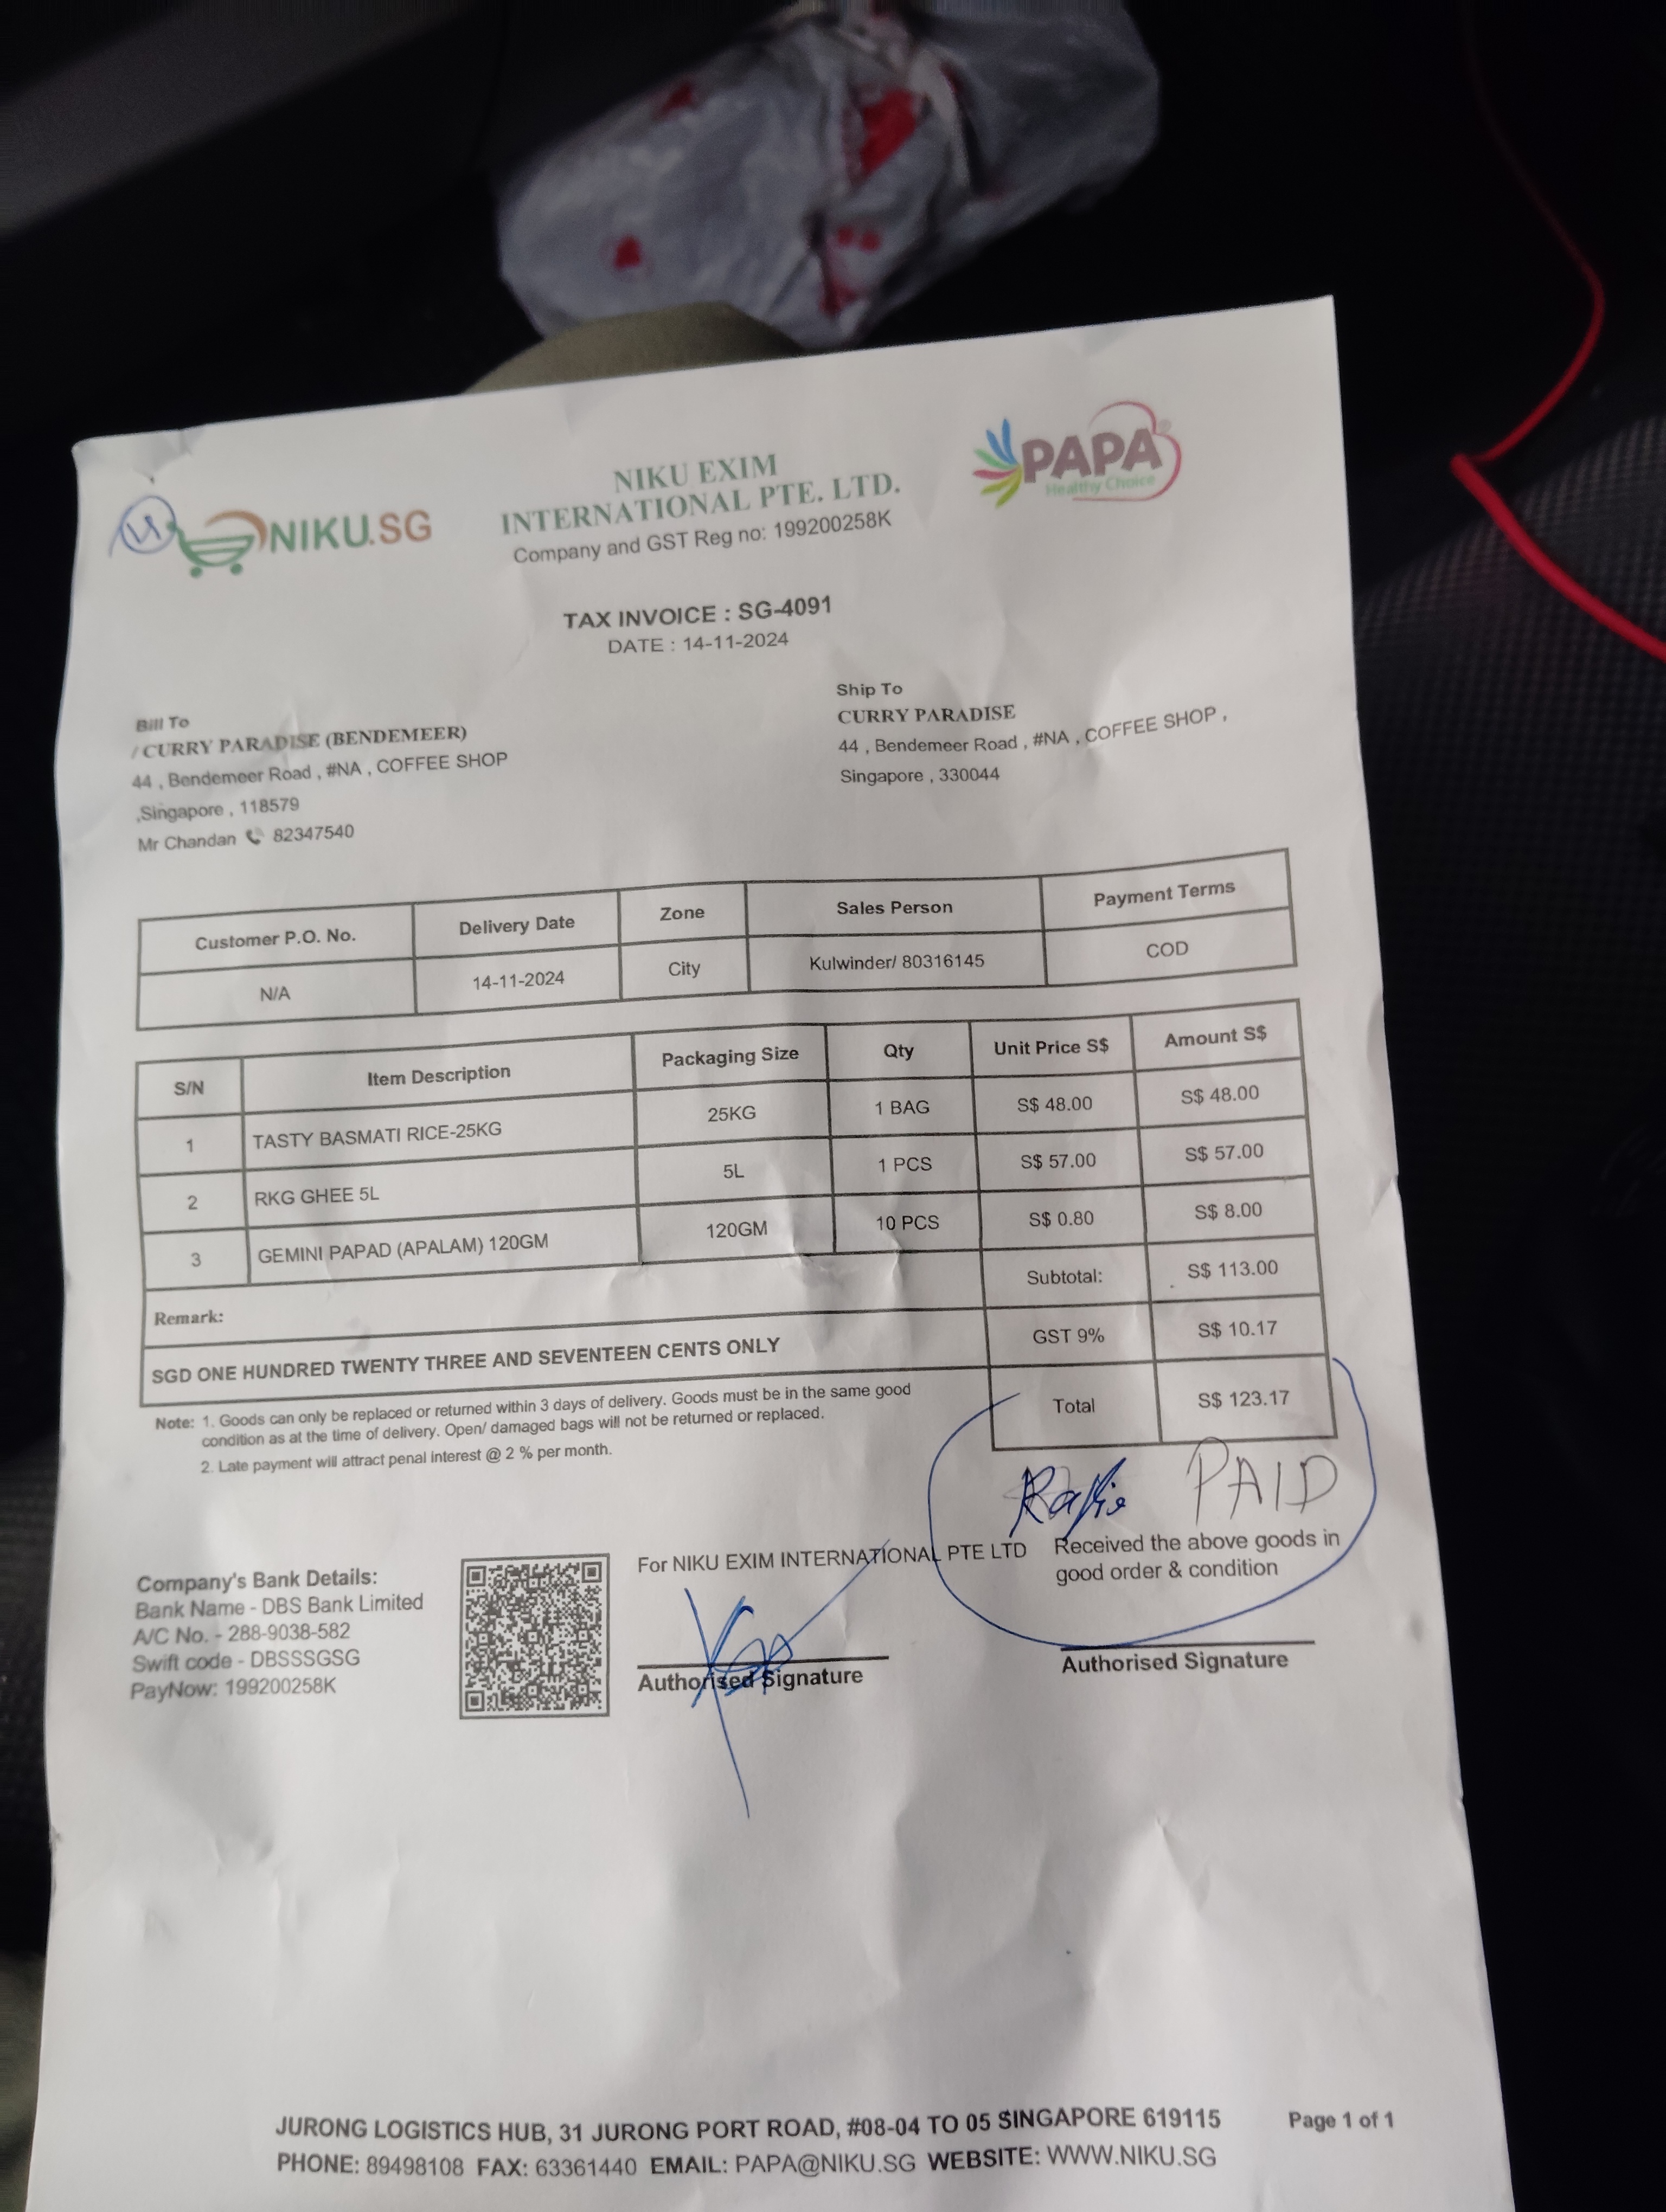 NIKU.SG
NIKU EXIM
INTERNATIONAL PTE. LTD.
Company and GST Reg no: 199200258K
PAPA
Healthy Choice
TAX INVOICE : SG-4091
DATE : 14-11-2024
Bill To
/ CURRY PARADISE (BENDEMEER)
44 , Bendemeer Road , #NA , COFFEE SHOP
,Singapore , 118579
Mr Chandan 82347540
Ship To
CURRY PARADISE
44 , Bendemeer Road , #NA , COFFEE SHOP ,
Singapore , 330044
Customer P.O. No. Delivery Date Zone Sales Person Payment Terms
N/A 14-11-2024 City Kulwinder/ 80316145 COD
S/N Item Description Packaging Size Qty Unit Price S$ Amount S$
1 TASTY BASMATI RICE-25KG 25KG 1 BAG S$ 48.00 S$ 48.00
2 RKG GHEE 5L 5L 1 PCS S$ 57.00 S$ 57.00
3 GEMINI PAPAD (APALAM) 120GM 120GM 10 PCS S$ 0.80 S$ 8.00
Remark: Subtotal: S$ 113.00
SGD ONE HUNDRED TWENTY THREE AND SEVENTEEN CENTS ONLY GST 9% S$ 10.17
Total S$ 123.17
Note: 1. Goods can only be replaced or returned within 3 days of delivery. Goods must be in the same good
condition as at the time of delivery. Open/ damaged bags will not be returned or replaced.
2. Late payment will attract penal interest @ 2 % per month.
PAID
Company's Bank Details:
Bank Name - DBS Bank Limited
A/C No. - 288-9038-582
Swift code - DBSSSGSG
PayNow: 199200258K
For NIKU EXIM INTERNATIONAL PTE LTD
Authorised Signature
Received the above goods in
good order & condition
Authorised Signature
JURONG LOGISTICS HUB, 31 JURONG PORT ROAD, #08-04 TO 05 SINGAPORE 619115
Page 1 of 1
PHONE: 89498108 FAX: 63361440 EMAIL: PAPA@NIKU.SG WEBSITE: WWW.NIKU.SG